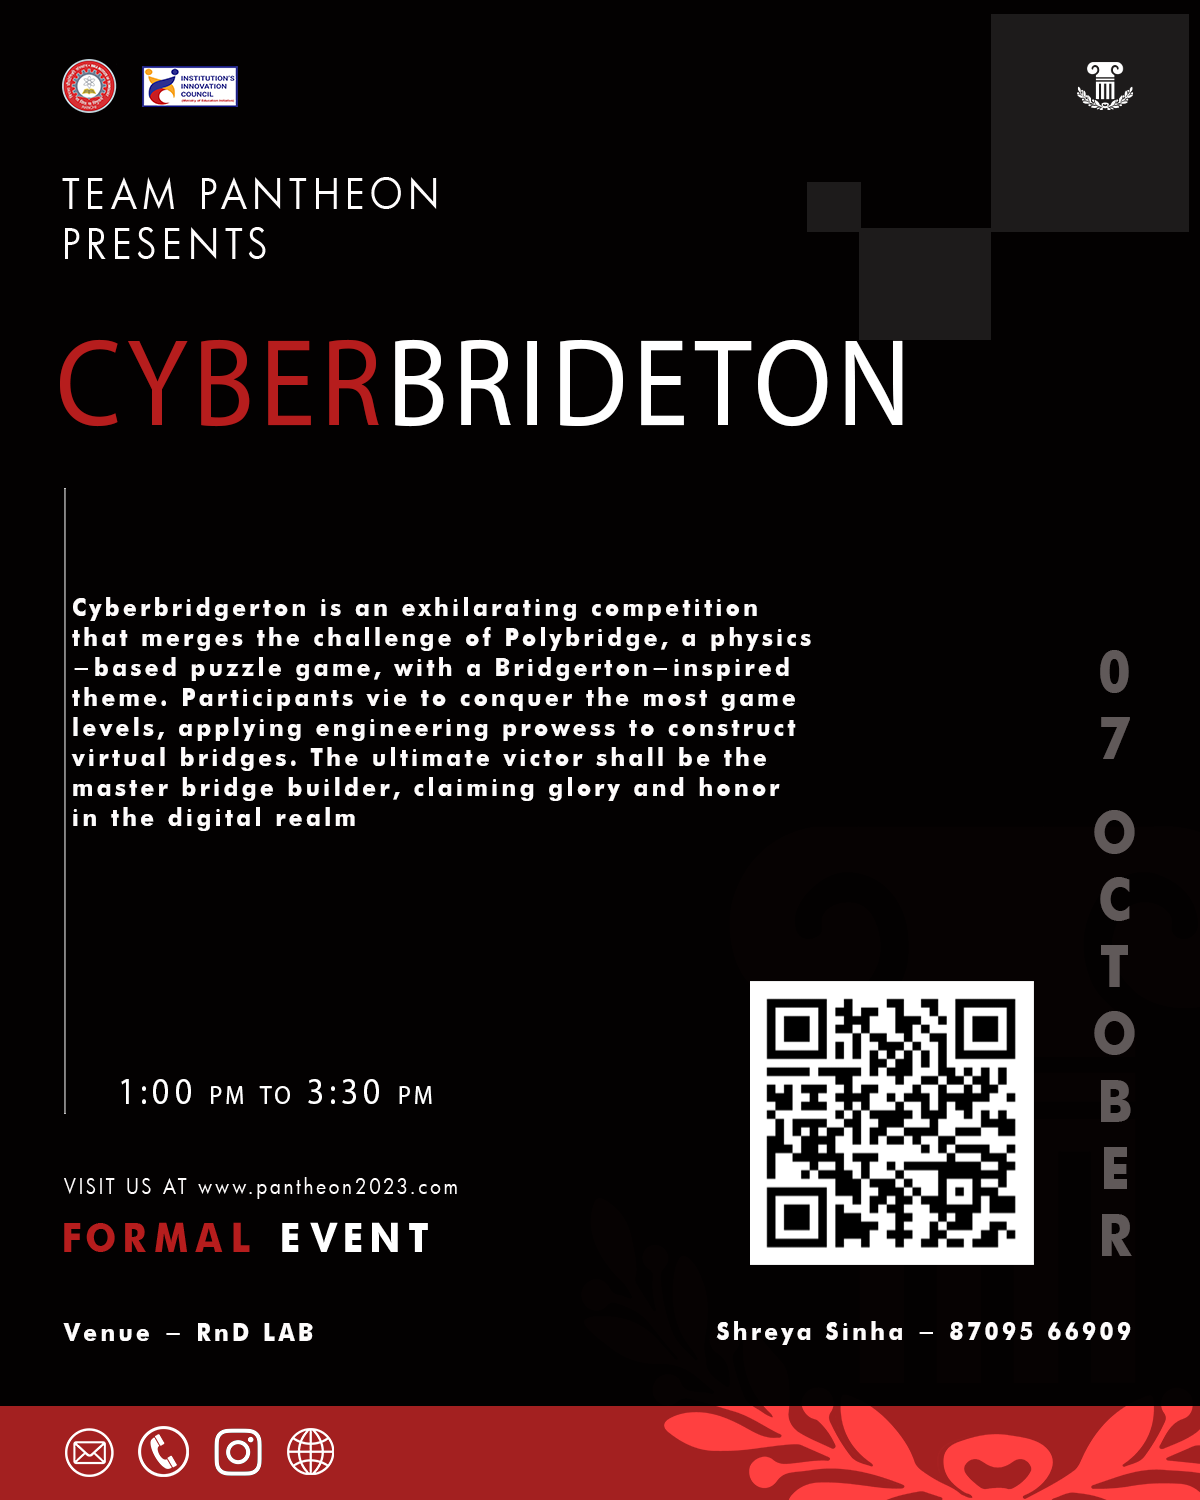 INSTITUTION'S
INNOVATION
COUNCIL
(Ministry of Education Initiative)
TEAM PANTHEON
PRESENTS
CYBERBRIDETON
Cyberbridgerton is an exhilarating competition
that merges the challenge of Polybridge, a physics
-based puzzle game, with a Bridgerton-inspired
theme. Participants vie to conquer the most game
levels, applying engineering prowess to construct
virtual bridges. The ultimate victor shall be the
master bridge builder, claiming glory and honor
in the digital realm
07 OCTOBER
1:00 PM TO 3:30 PM
VISIT US AT www.pantheon2023.com
FORMAL EVENT
Venue – RnD LAB
Shreya Sinha – 87095 66909